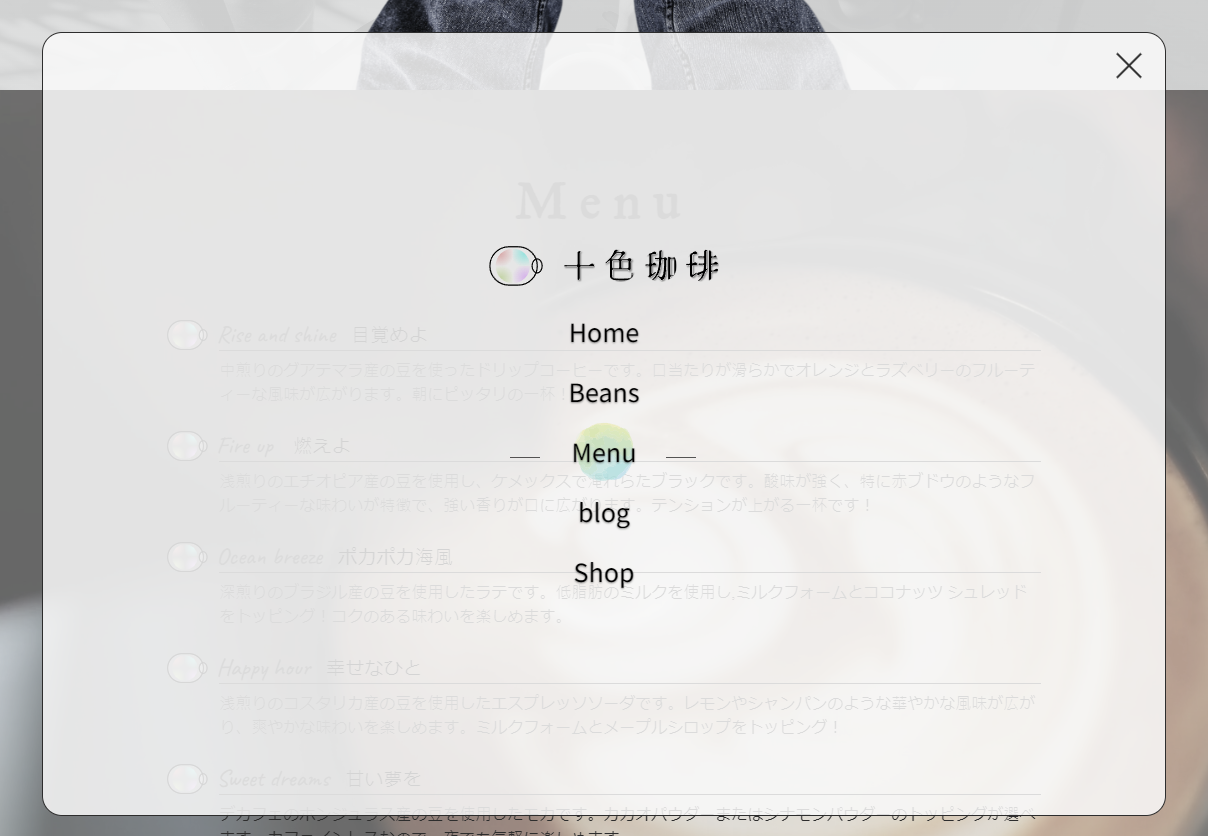 Menu
十色珈琲
Home
Rise and shine 目覚めよ
中煎りのグアテマラ産の豆を使ったドリップコーヒーです。口当たりが滑らかでオレンジとラズベリーのフルーテ
ィーな風味が広がります。朝にピッタリの一杯！
Beans
Fire up 燃えよ
Menu
浅煎りのエチオピア産の豆を使用し、ケメックスで淹れらたブラックです。酸味が強く、特に赤ブドウのようなフ
ルーティーな味わいが特徴で、強い香りが口に広がります。テンションが上がる一杯です！
blog
Ocean breeze ポカポカ海風
Shop
深煎りのブラジル産の豆を使用したラテです。低脂肪のミルクを使用し,ミルクフォームとココナッツ シュレッド
をトッピング！コクのある味わいを楽しめます。
Happy hour 幸せなひと
浅煎りのコスタリカ産の豆を使用したエスプレッソソーダです。レモンやシャンパンのような華やかな風味が広が
り、爽やかな味わいを楽しめます。ミルクフォームとメープルシロップをトッピング！
Sweet dreams 甘い夢を
デカフェのホンジュラス産の豆を使用したモカです。カカオパウダーまたはシナモンパウダーのトッピングが選べ
ます。カフェインレスなので、夜でも気軽に楽しめます。